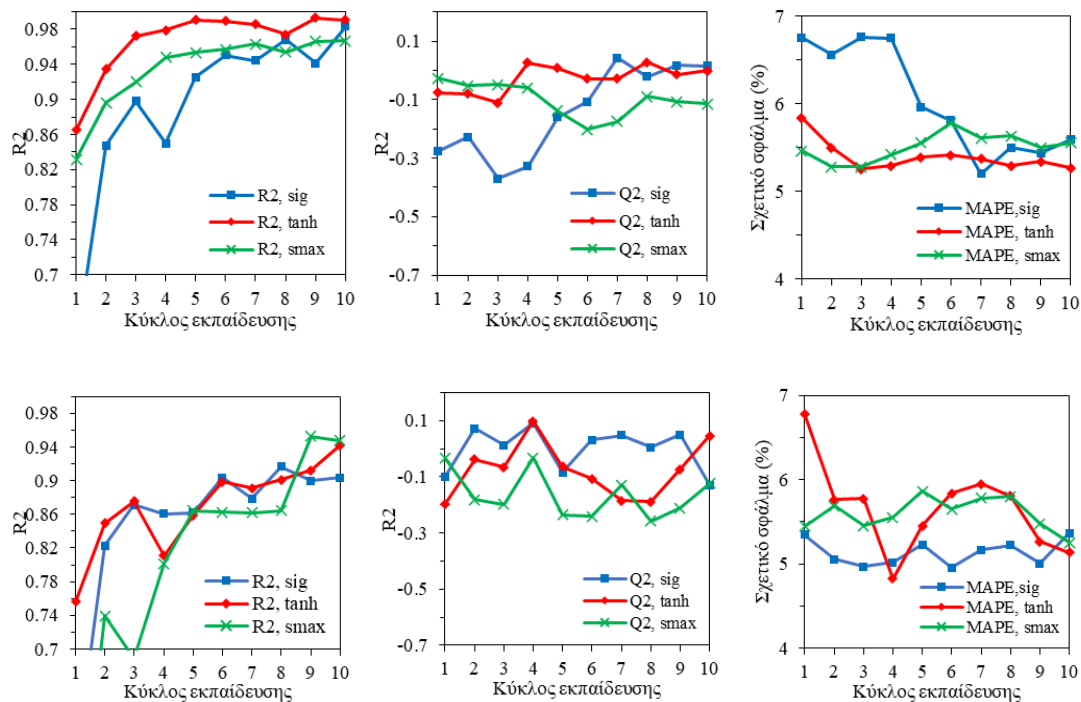 0.98
0.94
0.9
0.86
0.82
0.78
0.74
0.7
R2
1 2 3 4 5 6 7 8 9 10
Κύκλος εκπαίδευσης
R2, sig
R2, tanh
R2, smax
0.1
-0.1
-0.3
-0.5
-0.7
R2
1 2 3 4 5 6 7 8 9 10
Κύκλος εκπαίδευσης
Q2, sig
Q2, tanh
Q2, smax
7
6
5
4
Σχετικό σφάλμα (%)
1 2 3 4 5 6 7 8 9 10
Κύκλος εκπαίδευσης
MAPE,sig
MAPE, tanh
MAPE, smax
0.98
0.94
0.9
0.86
0.82
0.78
0.74
0.7
R2
1 2 3 4 5 6 7 8 9 10
Κύκλος εκπαίδευσης
R2, sig
R2, tanh
R2, smax
0.1
-0.1
-0.3
-0.5
-0.7
R2
1 2 3 4 5 6 7 8 9 10
Κύκλος εκπαίδευσης
Q2, sig
Q2, tanh
Q2, smax
7
6
5
4
Σχετικό σφάλμα (%)
1 2 3 4 5 6 7 8 9 10
Κύκλος εκπαίδευσης
MAPE,sig
MAPE, tanh
MAPE, smax